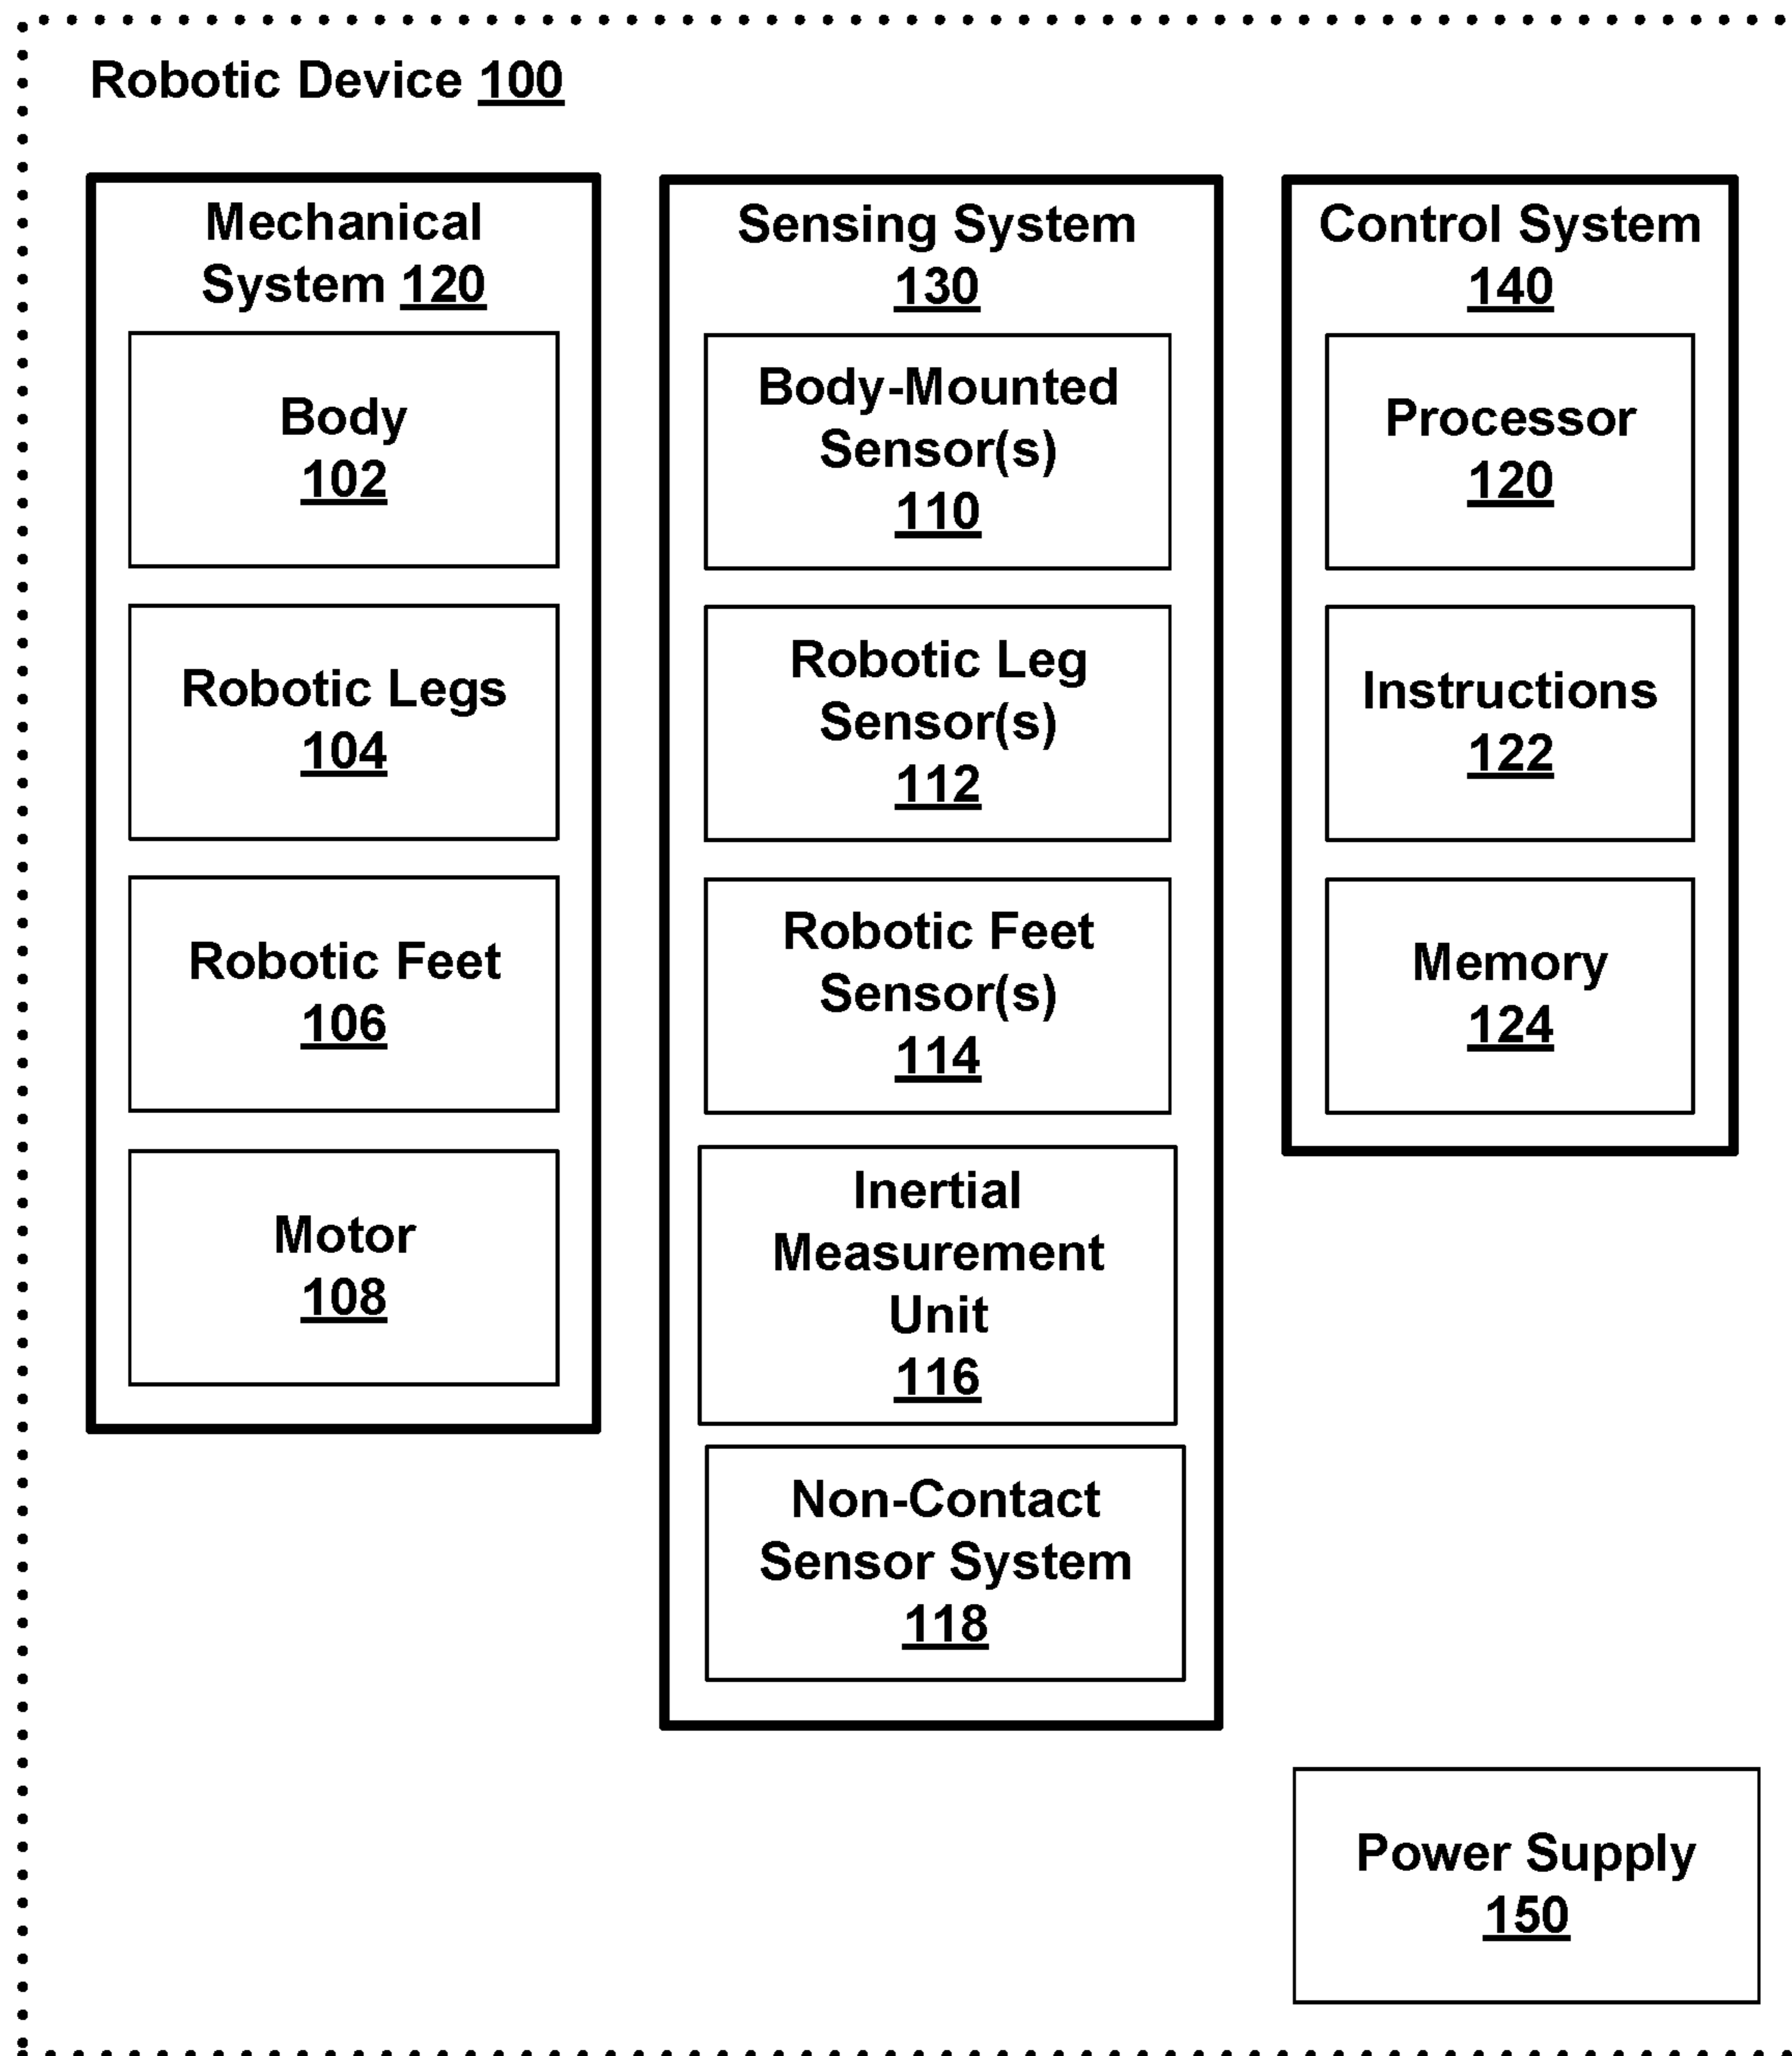 Robotic Device 100
Mechanical
System 120
Body
102
Robotic Legs
104
Robotic Feet
106
Motor
108
Sensing System
130
Body-Mounted
Sensor(s)
110
Robotic Leg
Sensor(s)
112
Robotic Feet
Sensor(s)
114
Inertial
Measurement
Unit
116
Non-Contact
Sensor System
118
Control System
140
Processor
120
Instructions
122
Memory
124
Power Supply
150